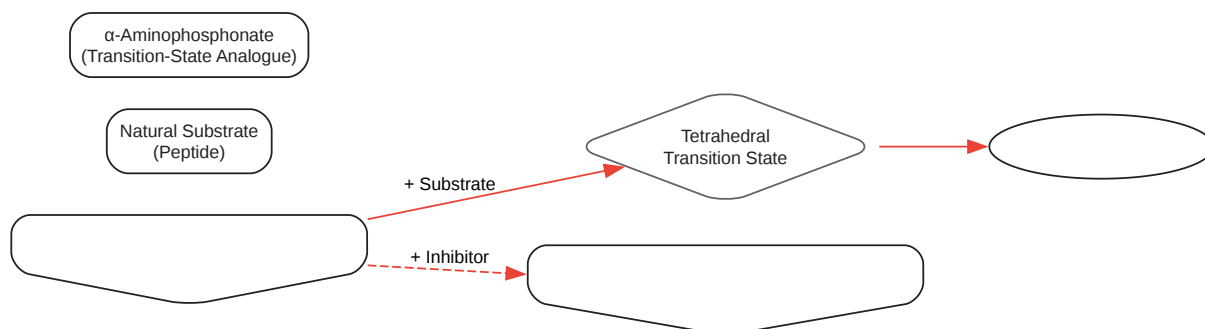 α-Aminophosphonate
(Transition-State Analogue)
Natural Substrate
(Peptide)
Tetrahedral
Transition State
+ Substrate
+ Inhibitor